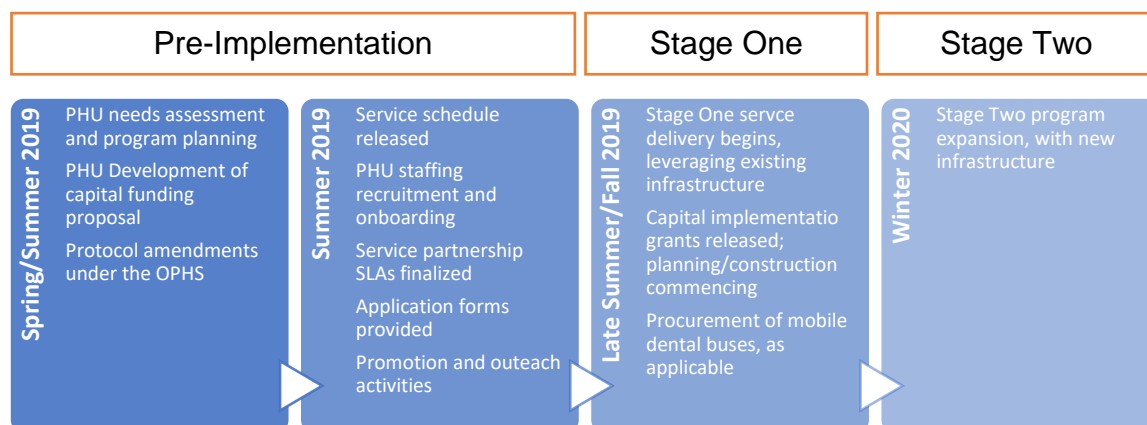 Pre-Implementation
Stage One
Stage Two
Spring/Summer 2019
PHU needs assessment
and program planning
PHU Development of
capital funding
proposal
Protocol amendments
under the OPHS
Summer 2019
Service schedule
released
PHU staffing
recruitment and
onboarding
Service partnership
SLAs finalized
Application forms
provided
Promotion and outeach
activities
Late Summer/Fall 2019
Stage One servce
delivery begins,
leveraging existing
infrastructure
Capital implementatio
grants released;
planning/construction
commencing
Procurement of mobile
dental buses, as
applicable
Winter 2020
Stage Two program
expansion, with new
infrastructure